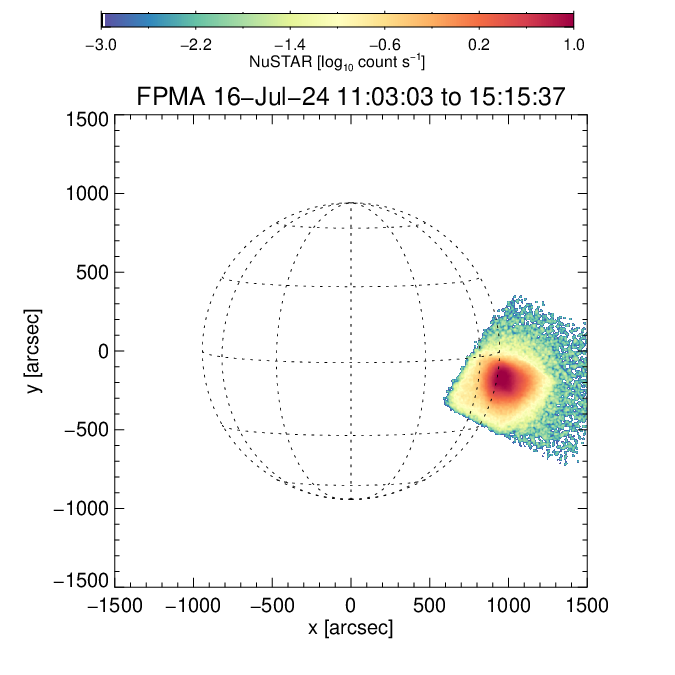 −3.0 −2.2 −1.4 −0.6 0.2 1.0
NuSTAR [log₁₀ count s⁻¹]
FPMA 16−Jul−24 11:03:03 to 15:15:37
1500
1000
500
0
−500
−1000
−1500
y [arcsec]
−1500 −1000 −500 0 500 1000 1500
x [arcsec]